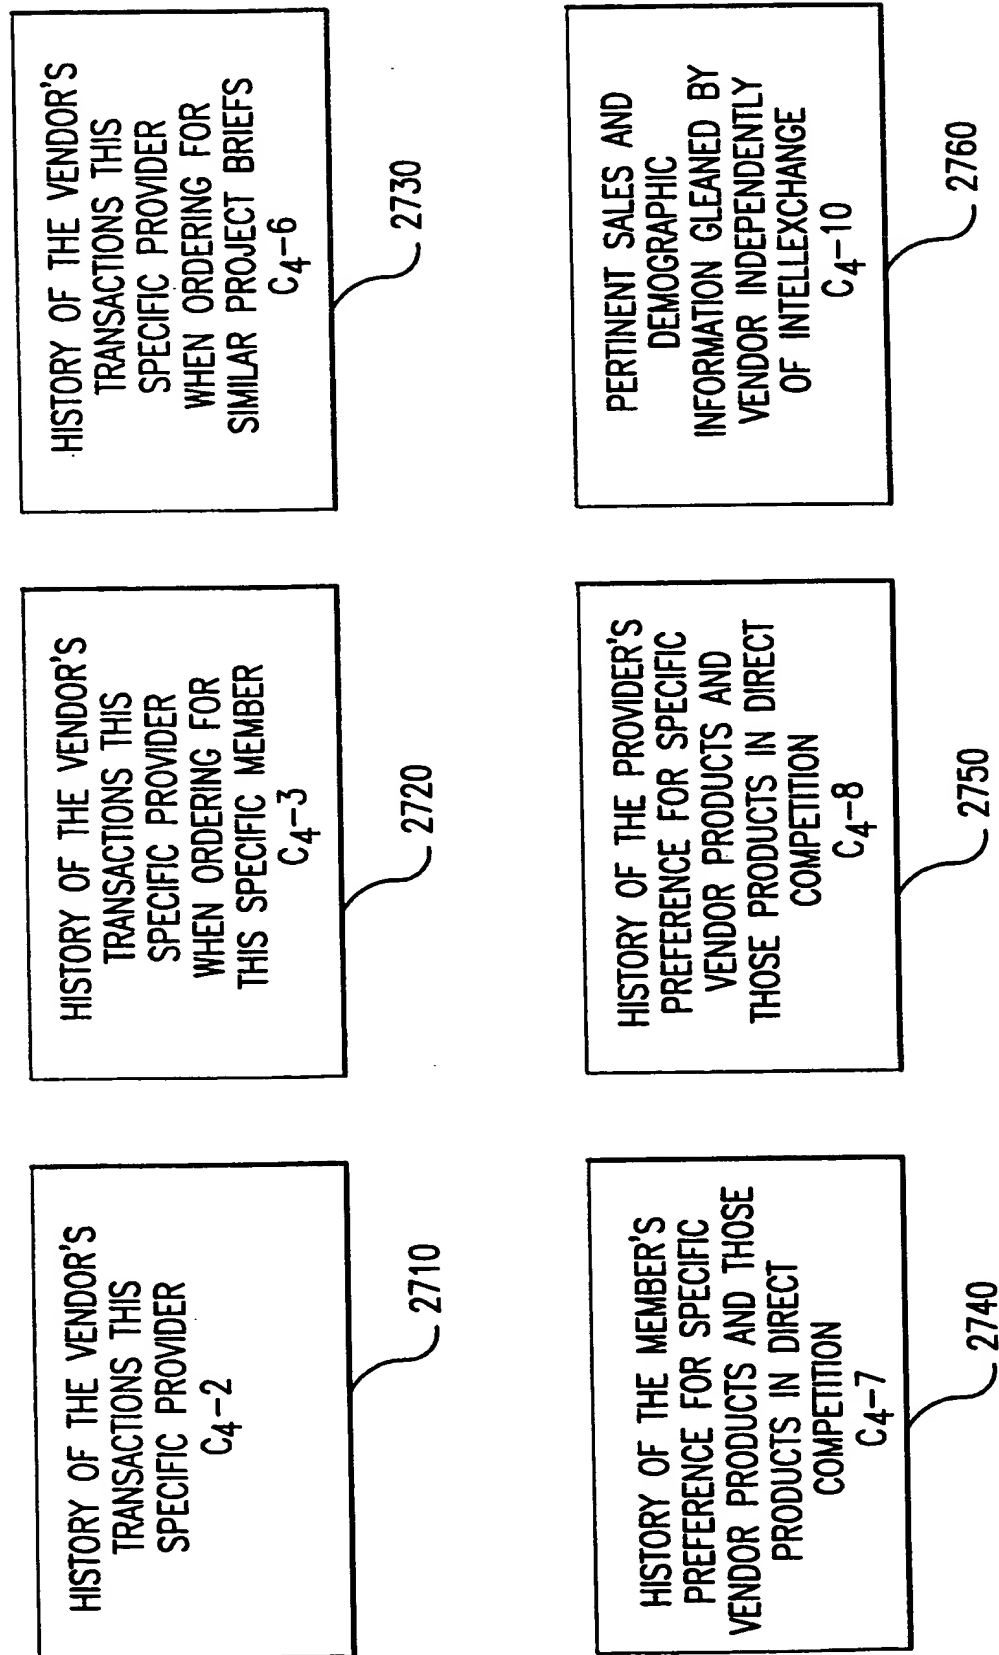 HISTORY OF THE VENDOR'S
TRANSACTIONS THIS
SPECIFIC PROVIDER
C4-2
2710
HISTORY OF THE VENDOR'S
TRANSACTIONS THIS
SPECIFIC PROVIDER
WHEN ORDERING FOR
THIS SPECIFIC MEMBER
C4-3
2720
HISTORY OF THE VENDOR'S
TRANSACTIONS THIS
SPECIFIC PROVIDER
WHEN ORDERING FOR
SIMILAR PROJECT BRIEFS
C4-6
2730
HISTORY OF THE MEMBER'S
PREFERENCE FOR SPECIFIC
VENDOR PRODUCTS AND THOSE
PRODUCTS IN DIRECT
COMPETITION
C4-7
2740
HISTORY OF THE PROVIDER'S
PREFERENCE FOR SPECIFIC
VENDOR PRODUCTS AND
THOSE PRODUCTS IN DIRECT
COMPETITION
C4-8
2750
PERTINENT SALES AND
DEMOGRAPHIC
INFORMATION GLEANED BY
VENDOR INDEPENDENTLY
OF INTELLEXCHANGE
C4-10
2760